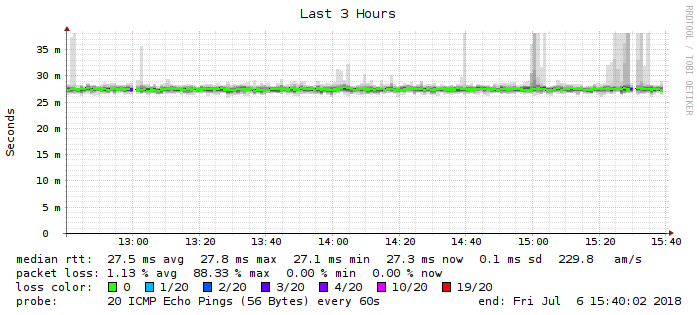 Last 3 Hours
RRDTOOL / TOBI OETIKER
Seconds
35 m
30 m
25 m
20 m
15 m
10 m
5 m
0
13:00 13:20 13:40 14:00 14:20 14:40 15:00 15:20 15:40
median rtt: 27.5 ms avg 27.8 ms max 27.1 ms min 27.3 ms now 0.1 ms sd 229.8 am/s
packet loss: 1.13 % avg 88.33 % max 0.00 % min 0.00 % now
loss color: 0 1/20 2/20 3/20 4/20 10/20 19/20
probe: 20 ICMP Echo Pings (56 Bytes) every 60s end: Fri Jul 6 15:40:02 2018